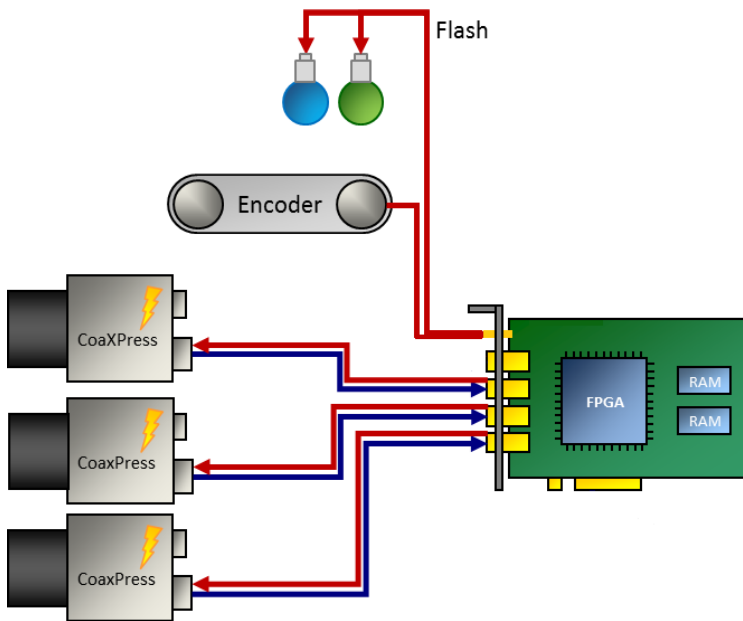 Flash
Encoder
CoaXPress
FPGA
RAM
RAM
CoaxPress
CoaxPress